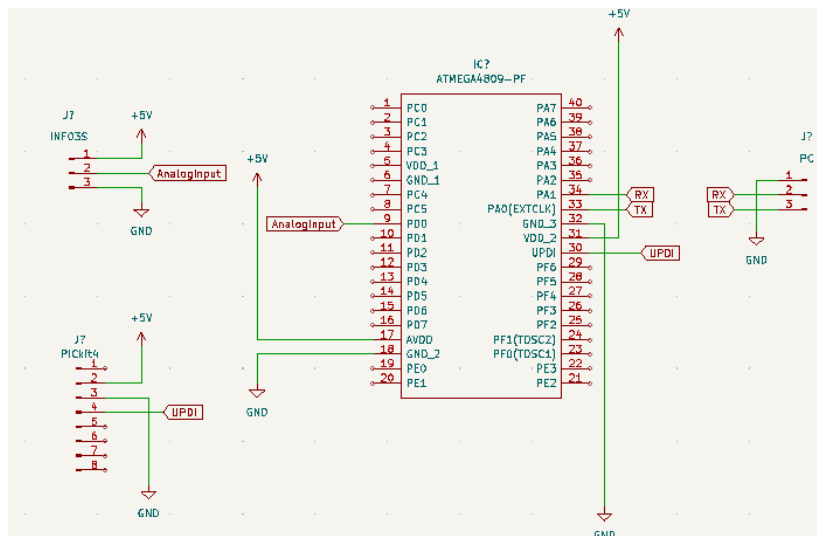 +5V
IC?
ATMEGA4809-PF
1 PC0 PA7 40
2 PC1 PA6 39
3 PC2 PA5 38
4 PC3 PA4 37
5 VDD_1 PA3 36
6 GND_1 PA2 35
7 PC4 PA1 34 RX
8 PC5 PA0(EXTCLK) 33 TX
AnalogInput 9 PD0 GND_3 32
10 PD1 VDD_2 31
11 PD2 UPDI 30 UPDI
12 PD3 PF6 29
13 PD4 PF5 28
14 PD5 PF4 27
15 PD6 PF3 26
16 PD7 PF2 25
17 AVDD PF1(TOSC2) 24
18 GND_2 PF0(TOSC1) 23
19 PE0 PE3 22
20 PE1 PE2 21
+5V
GND
GND
J?
INFO3S
+5V
1
2 AnalogInput
3
GND
J?
PICkit4
+5V
1
2
3
4 UPDI
5
6
7
8
GND
J?
PC
1
RX 2
TX 3
GND